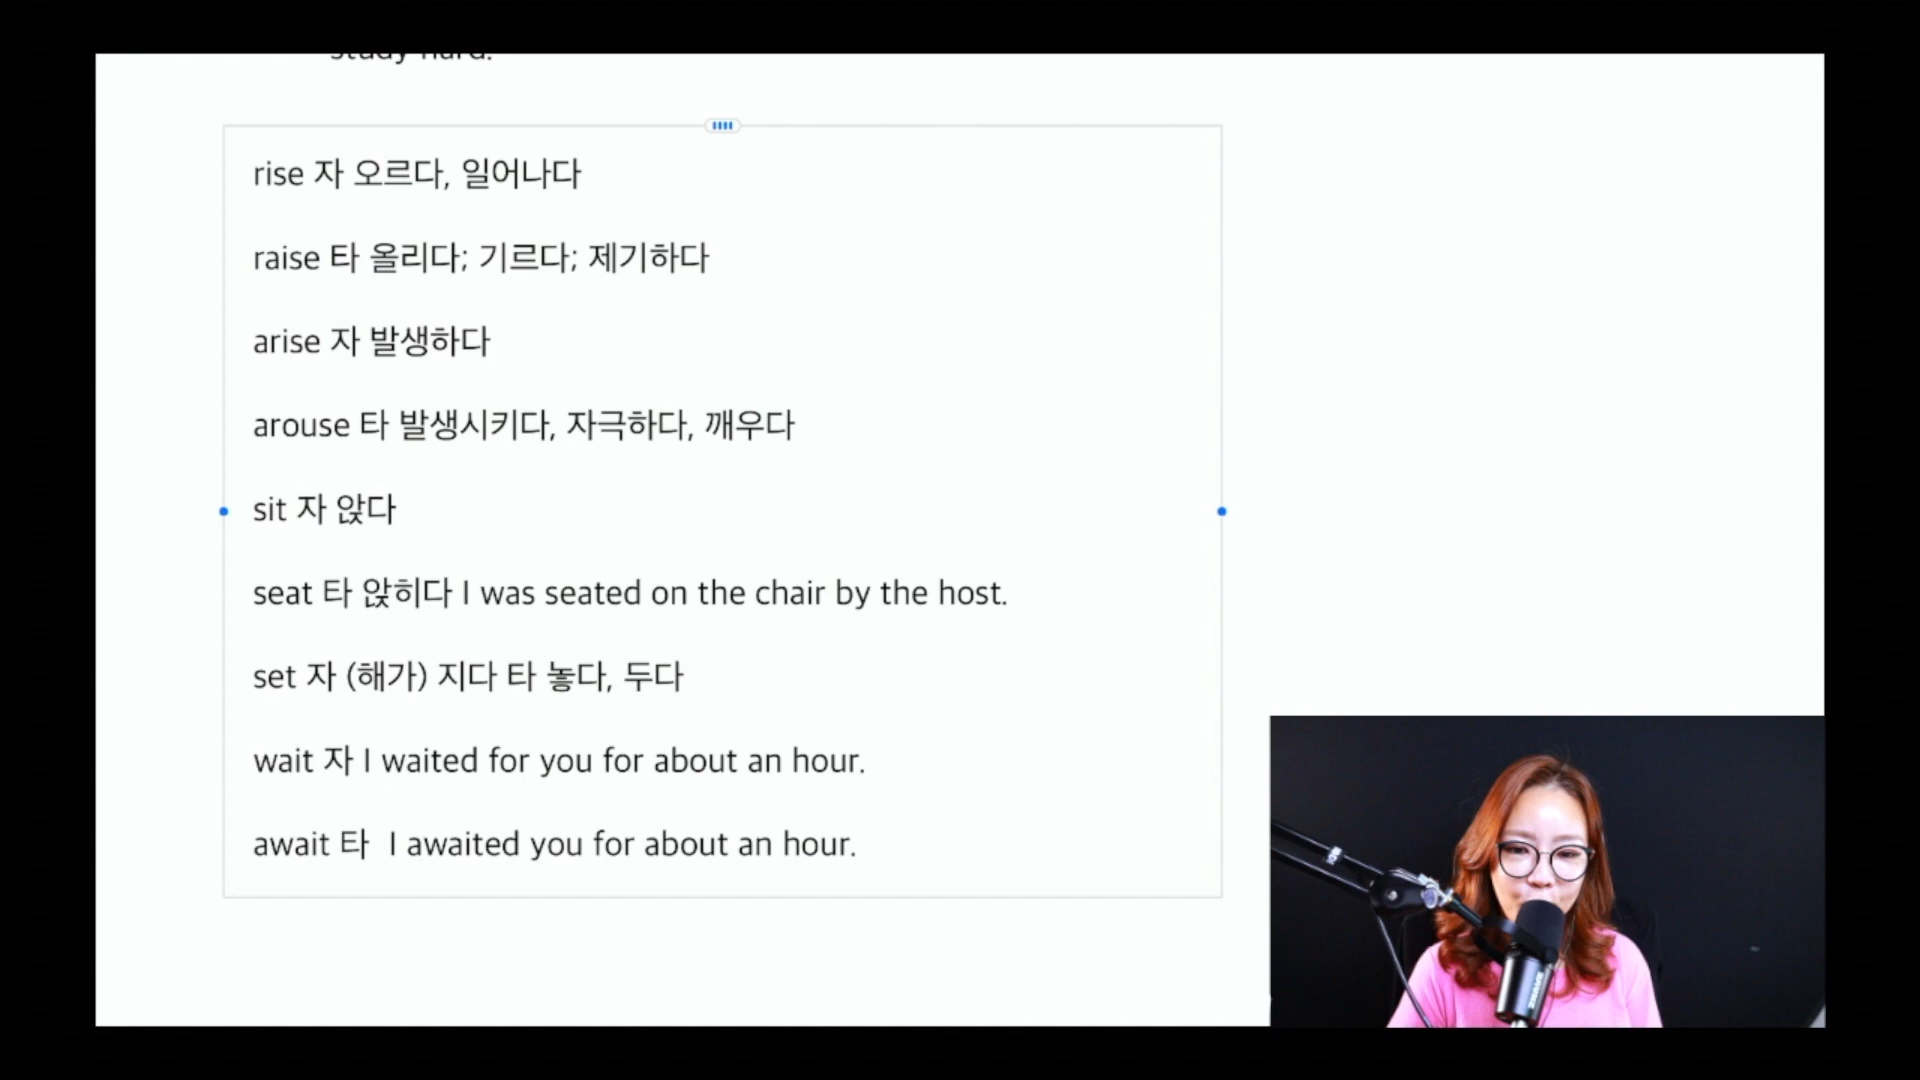 study hard.
rise 자 오르다, 일어나다
raise 타 올리다; 기르다; 제기하다
arise 자 발생하다
arouse 타 발생시키다, 자극하다, 깨우다
sit 자 앉다
seat 타 앉히다 I was seated on the chair by the host.
set 자 (해가) 지다 타 놓다, 두다
wait 자 I waited for you for about an hour.
await 타 I awaited you for about an hour.